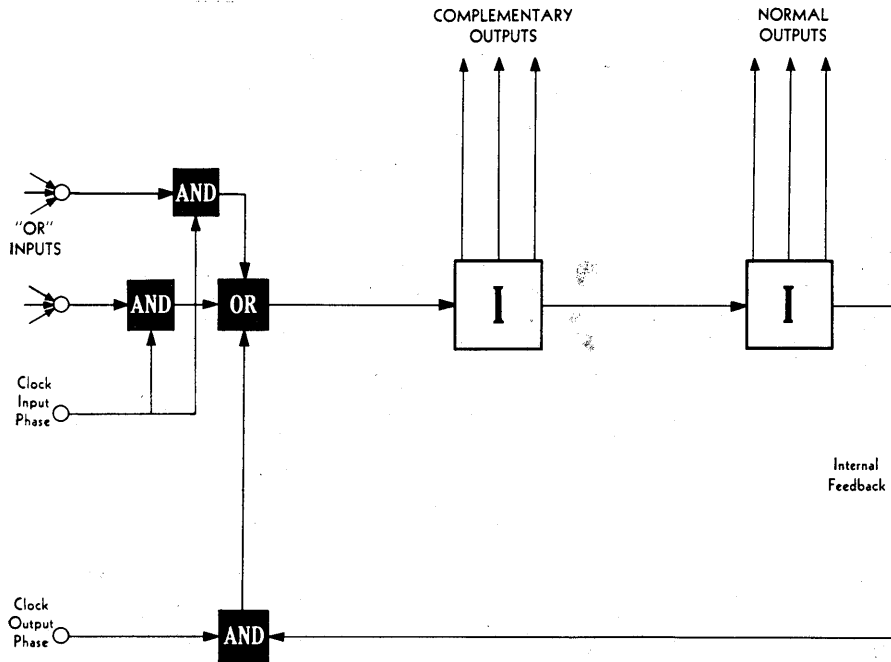 COMPLEMENTARY
OUTPUTS
NORMAL
OUTPUTS
AND
"OR"
INPUTS
AND
OR
I
I
Clock
Input
Phase
Internal
Feedback
Clock
Output
Phase
AND